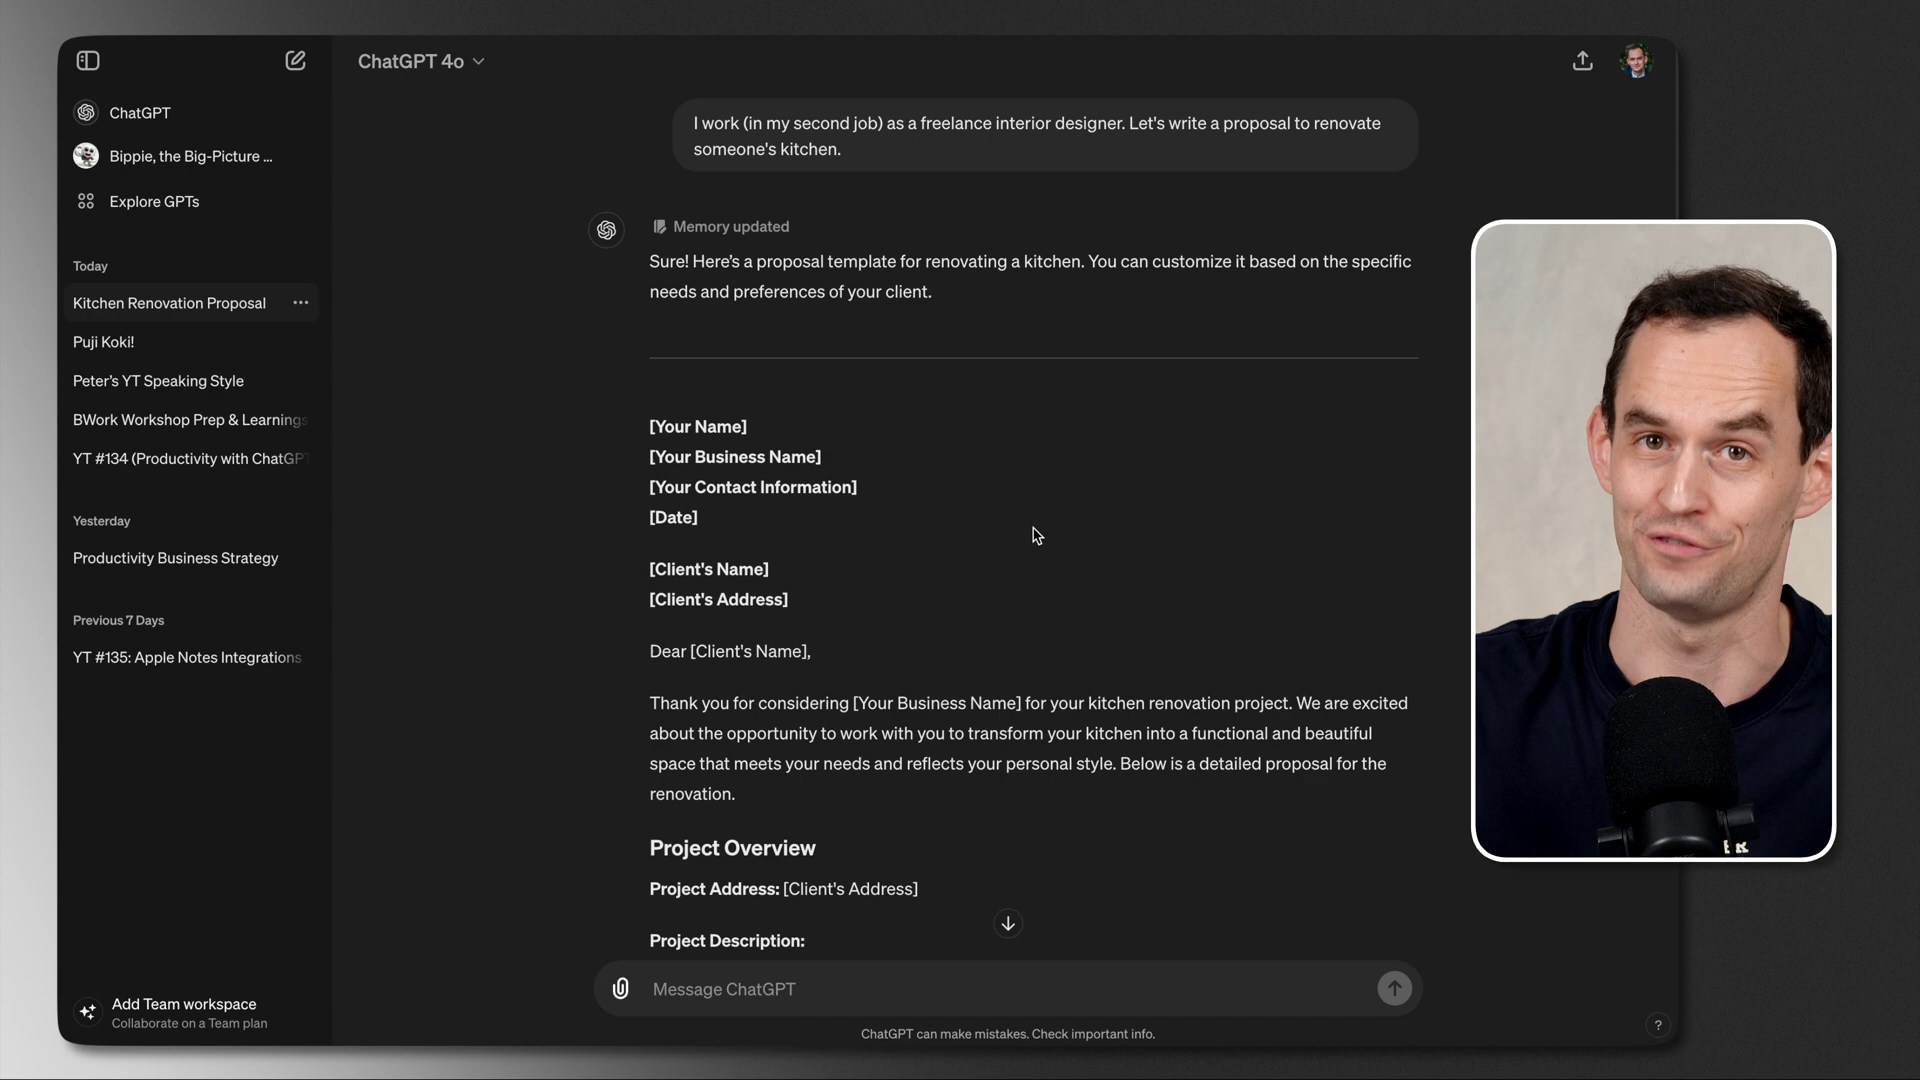 ChatGPT 4o
ChatGPT
Bippie, the Big-Picture ...
Explore GPTs
Today
Kitchen Renovation Proposal
Puji Koki!
Peter's YT Speaking Style
BWork Workshop Prep & Learnings
YT #134 (Productivity with ChatGPT
Yesterday
Productivity Business Strategy
Previous 7 Days
YT #135: Apple Notes Integrations
Add Team workspace
Collaborate on a Team plan
I work (in my second job) as a freelance interior designer. Let's write a proposal to renovate
someone's kitchen.
Memory updated
Sure! Here's a proposal template for renovating a kitchen. You can customize it based on the specific
needs and preferences of your client.
[Your Name]
[Your Business Name]
[Your Contact Information]
[Date]
[Client's Name]
[Client's Address]
Dear [Client's Name],
Thank you for considering [Your Business Name] for your kitchen renovation project. We are excited
about the opportunity to work with you to transform your kitchen into a functional and beautiful
space that meets your needs and reflects your personal style. Below is a detailed proposal for the
renovation.
Project Overview
Project Address: [Client's Address]
Project Description:
Message ChatGPT
ChatGPT can make mistakes. Check important info.
?